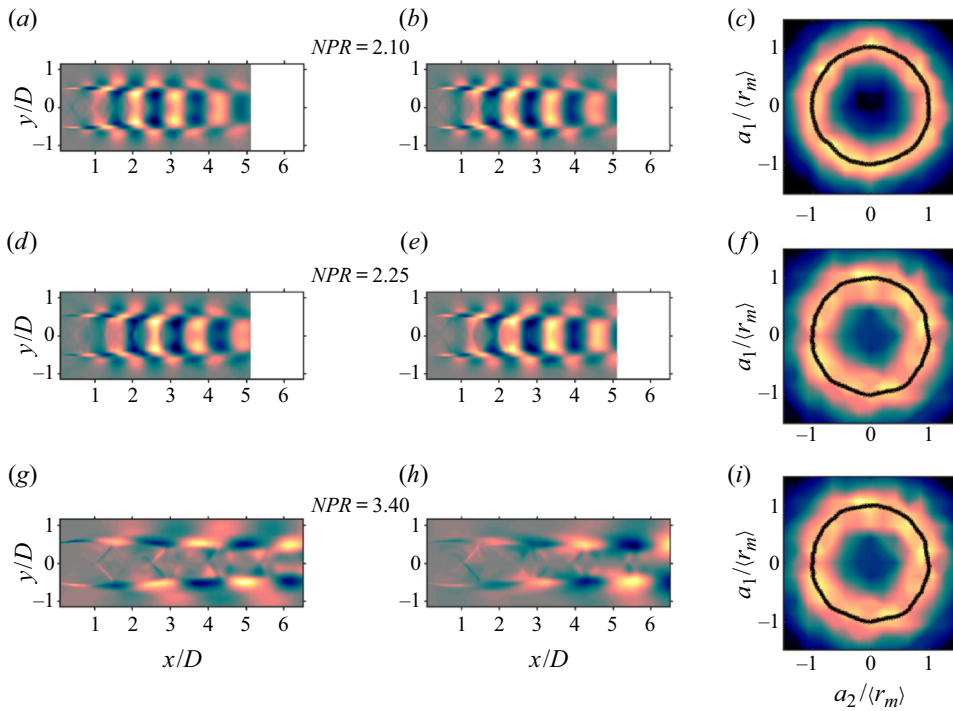 (a) (b) (c)
NPR = 2.10
y/D 1 0 –1
1 2 3 4 5 6
1 2 3 4 5 6
a1/⟨rm⟩ 1 0 –1
–1 0 1
(d) (e) (f)
NPR = 2.25
y/D 1 0 –1
1 2 3 4 5 6
1 2 3 4 5 6
a1/⟨rm⟩ 1 0 –1
–1 0 1
(g) (h) (i)
NPR = 3.40
y/D 1 0 –1
1 2 3 4 5 6
x/D
1 2 3 4 5 6
x/D
a1/⟨rm⟩ 1 0 –1
–1 0 1
a2/⟨rm⟩